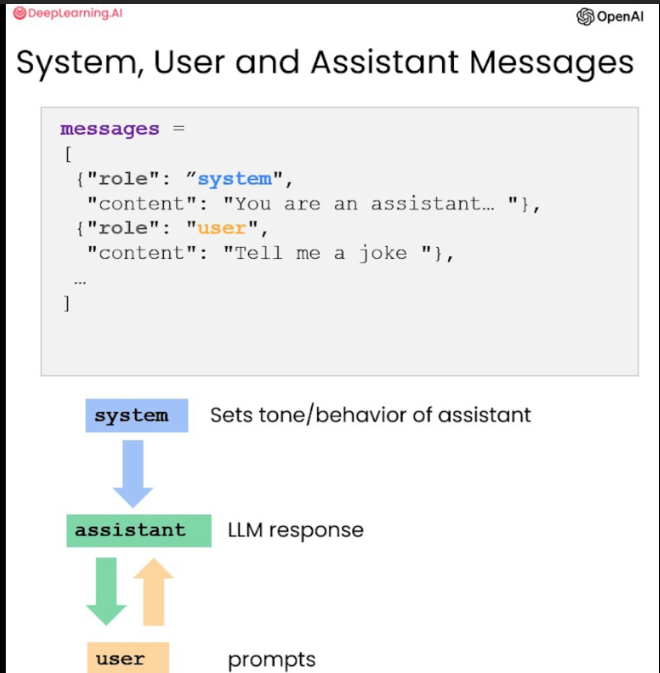 DeepLearning.AI
OpenAI
System, User and Assistant Messages
messages =
[
{"role": ”system",
"content": "You are an assistant… "},
{"role": "user",
"content": "Tell me a joke "},
…
]
system Sets tone/behavior of assistant
assistant LLM response
user prompts